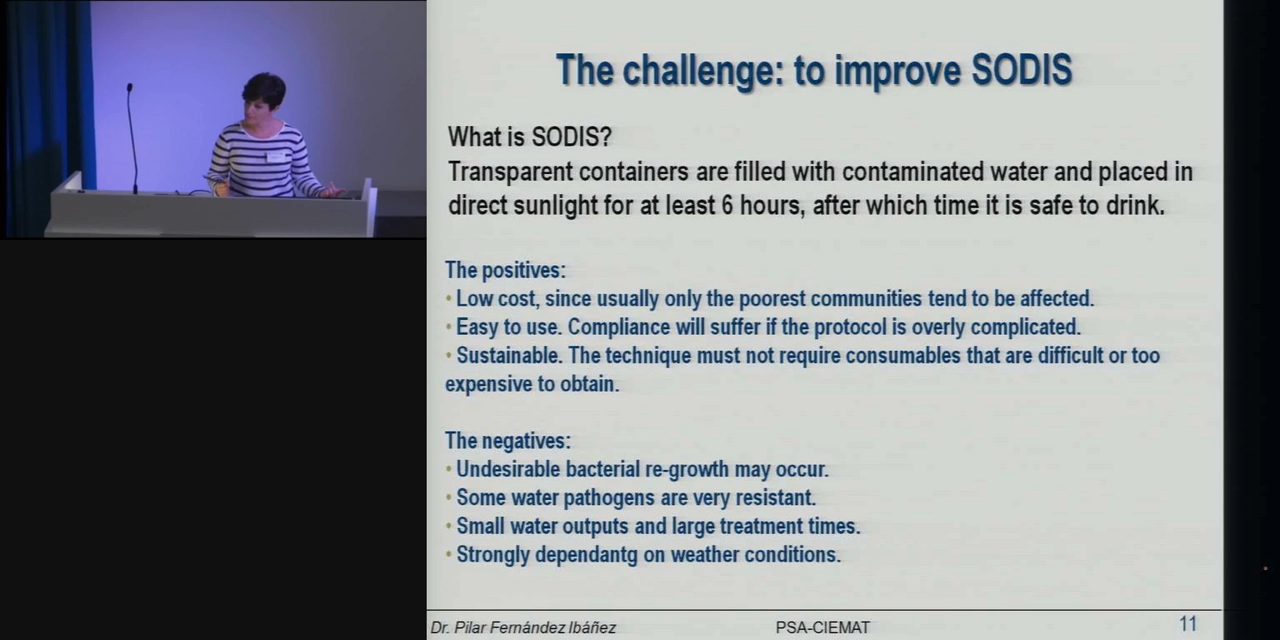 The challenge: to improve SODIS
What is SODIS?
Transparent containers are filled with contaminated water and placed in
direct sunlight for at least 6 hours, after which time it is safe to drink.
The positives:
• Low cost, since usually only the poorest communities tend to be affected.
• Easy to use. Compliance will suffer if the protocol is overly complicated.
• Sustainable. The technique must not require consumables that are difficult or too
expensive to obtain.
The negatives:
• Undesirable bacterial re-growth may occur.
• Some water pathogens are very resistant.
• Small water outputs and large treatment times.
• Strongly dependantg on weather conditions.
Dr. Pilar Fernández Ibáñez
PSA-CIEMAT
11